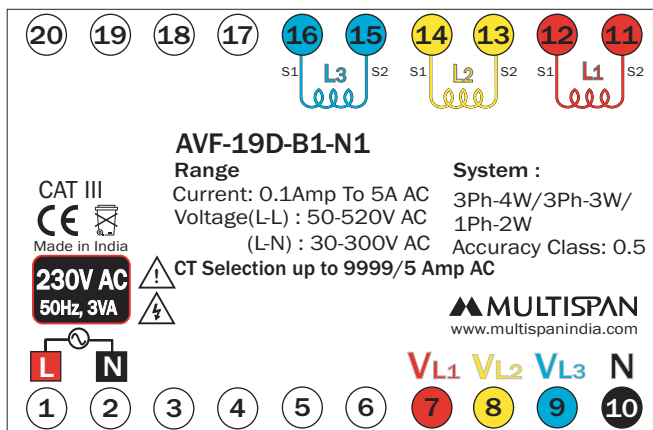 20 19 18 17 16 15 14 13 12 11
S1 L3 S2 S1 L2 S2 S1 L1 S2
AVF-19D-B1-N1
Range
Current: 0.1Amp To 5A AC
Voltage(L-L) : 50-520V AC
(L-N) : 30-300V AC
System :
3Ph-4W/3Ph-3W/
1Ph-2W
Accuracy Class: 0.5
CT Selection up to 9999/5 Amp AC
CAT III
CE
Made in India
230V AC
50Hz, 3VA
MULTISPAN
www.multispanindia.com
L N VL1 VL2 VL3 N
1 2 3 4 5 6 7 8 9 10